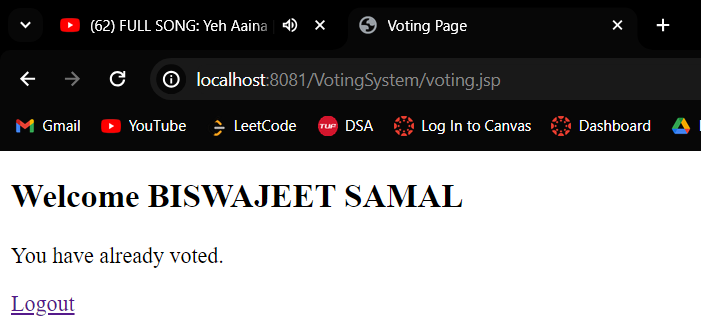 (62) FULL SONG: Yeh Aaina
Voting Page
localhost:8081/VotingSystem/voting.jsp
Gmail YouTube LeetCode TUF DSA Log In to Canvas Dashboard
Welcome BISWAJEET SAMAL
You have already voted.
Logout